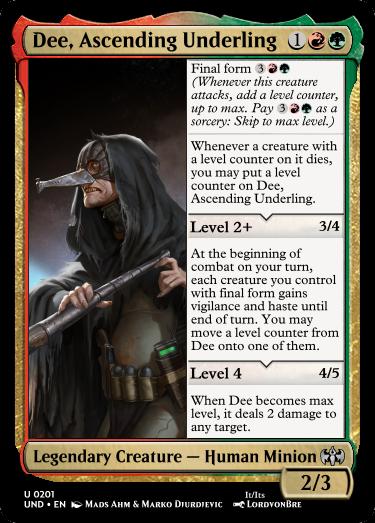 Dee, Ascending Underling 1
Final form 3
(Whenever this creature
attacks, add a level counter,
up to max. Pay 3 as a
sorcery: Skip to max level.)
Whenever a creature with
a level counter on it dies,
you may put a level
counter on Dee,
Ascending Underling.
Level 2+ 3/4
At the beginning of
combat on your turn,
each creature you control
with final form gains
vigilance and haste until
end of turn. You may
move a level counter from
Dee onto one of them.
Level 4 4/5
When Dee becomes max
level, it deals 2 damage to
any target.
Legendary Creature — Human Minion
2/3
U 0201 It/Its
UND • EN Mads Ahm & Marko Djurdjevic LordvonBre